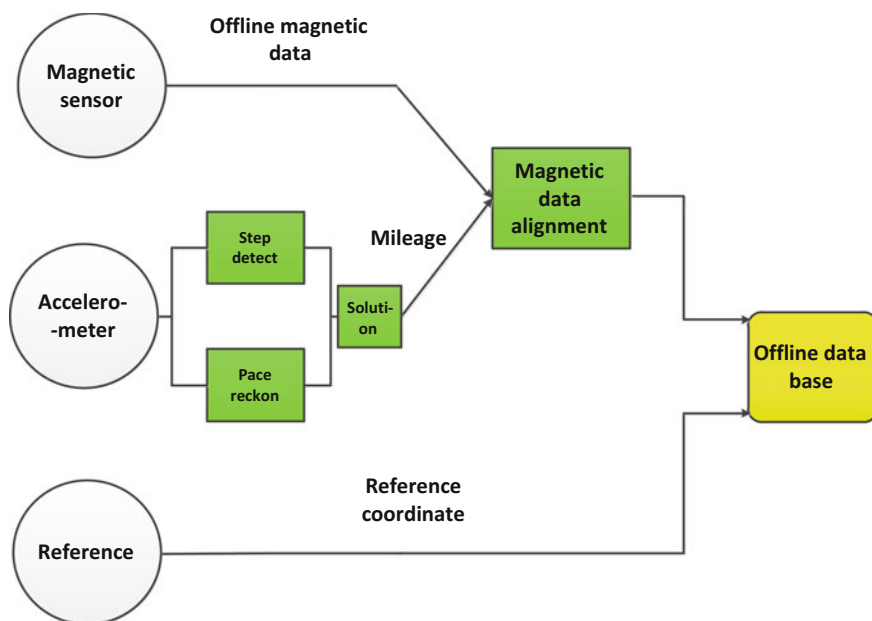 Offline magnetic
data
Magnetic
sensor
Magnetic
data
alignment
Step
detect
Mileage
Accelero-
-meter
Soluti-
on
Pace
reckon
Offline data
base
Reference
coordinate
Reference